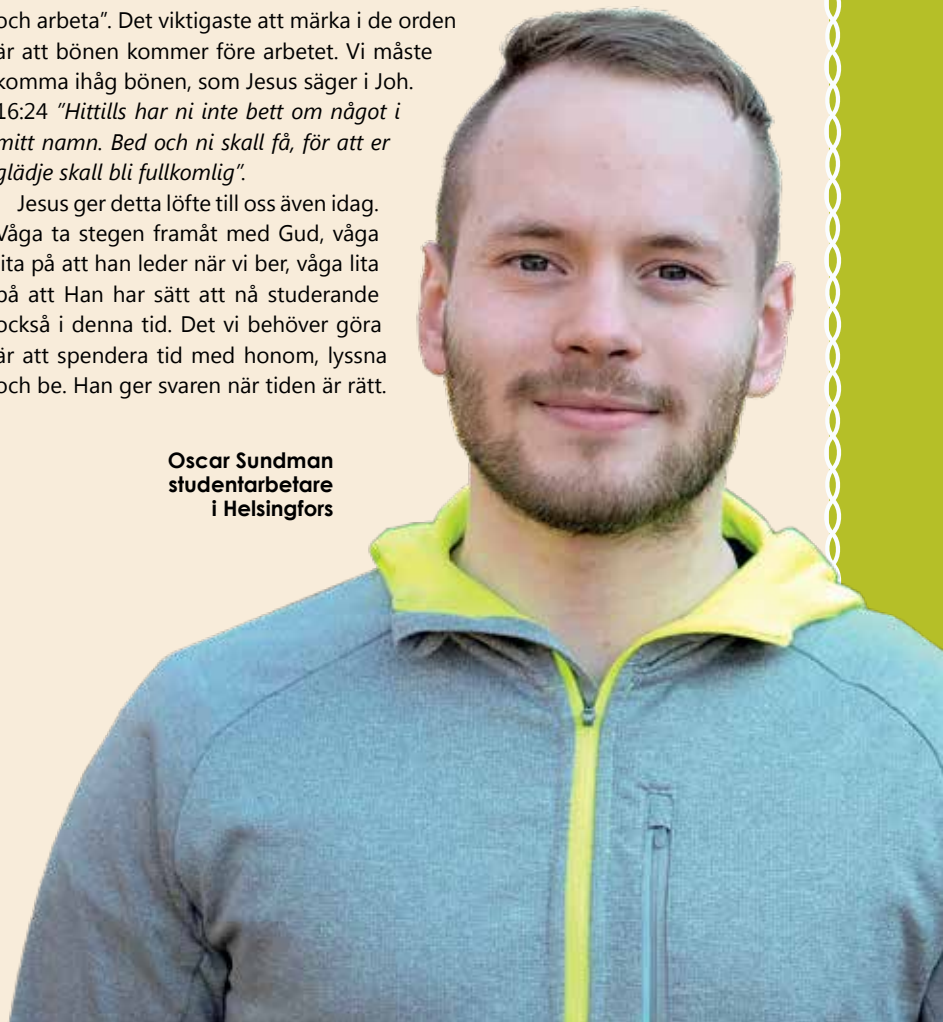 och arbeta”. Det viktigaste att märka i de orden
är att bönen kommer före arbetet. Vi måste
komma ihåg bönen, som Jesus säger i Joh.
16:24 ”Hittills har ni inte bett om något i
mitt namn. Bed och ni skall få, för att er
glädje skall bli fullkomlig”.
Jesus ger detta löfte till oss även idag.
Våga ta stegen framåt med Gud, våga
lita på att han leder när vi ber, våga lita
på att Han har sätt att nå studerande
också i denna tid. Det vi behöver göra
är att spendera tid med honom, lyssna
och be. Han ger svaren när tiden är rätt.
Oscar Sundman
studentarbetare
i Helsingfors